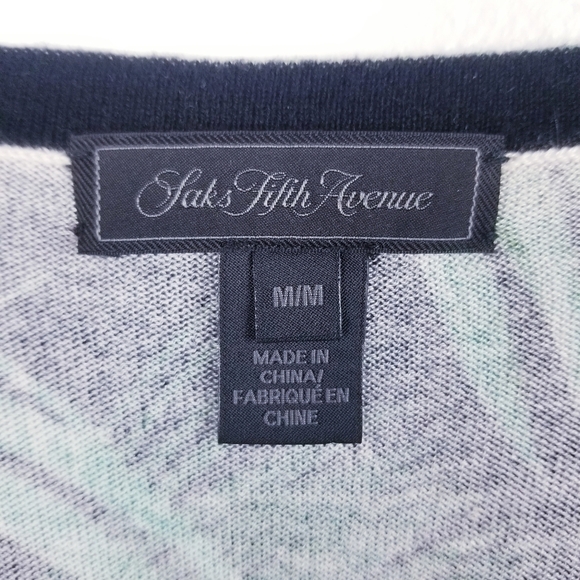 Saks Fifth Avenue
M/M
MADE IN
CHINA/
FABRIQUÉ EN
CHINE